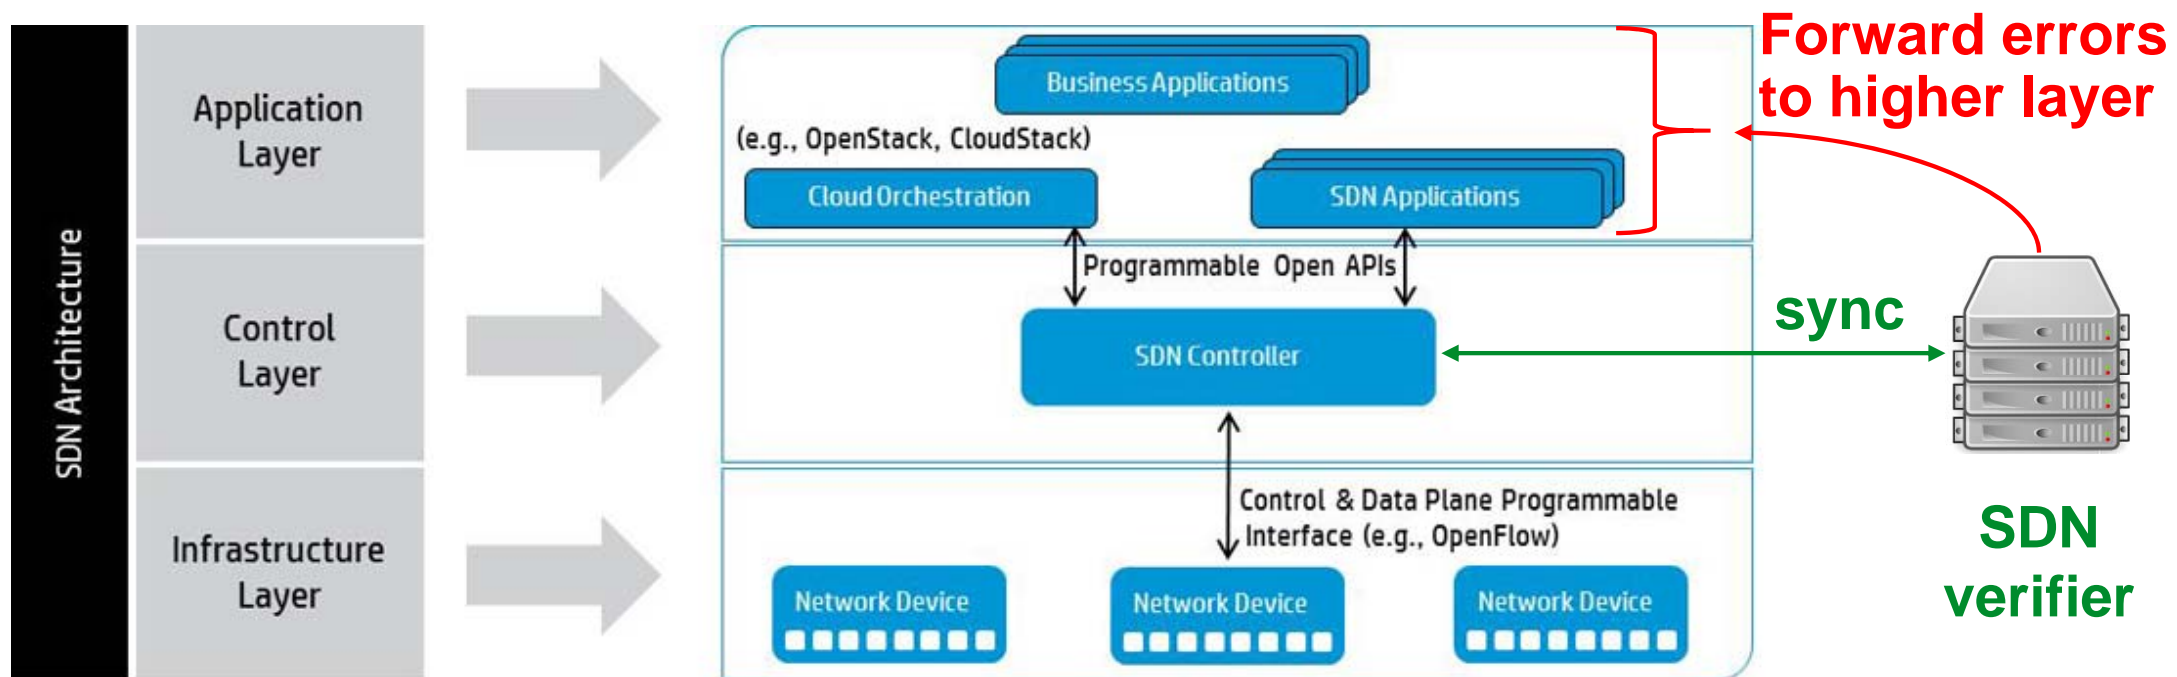 SDN Architecture
Application
Layer
Control
Layer
Infrastructure
Layer
Business Applications
(e.g., OpenStack, CloudStack)
Cloud Orchestration
SDN Applications
Programmable Open APIs
SDN Controller
Control & Data Plane Programmable
Interface (e.g., OpenFlow)
Network Device
Network Device
Network Device
Forward errors
to higher layer
sync
SDN
verifier